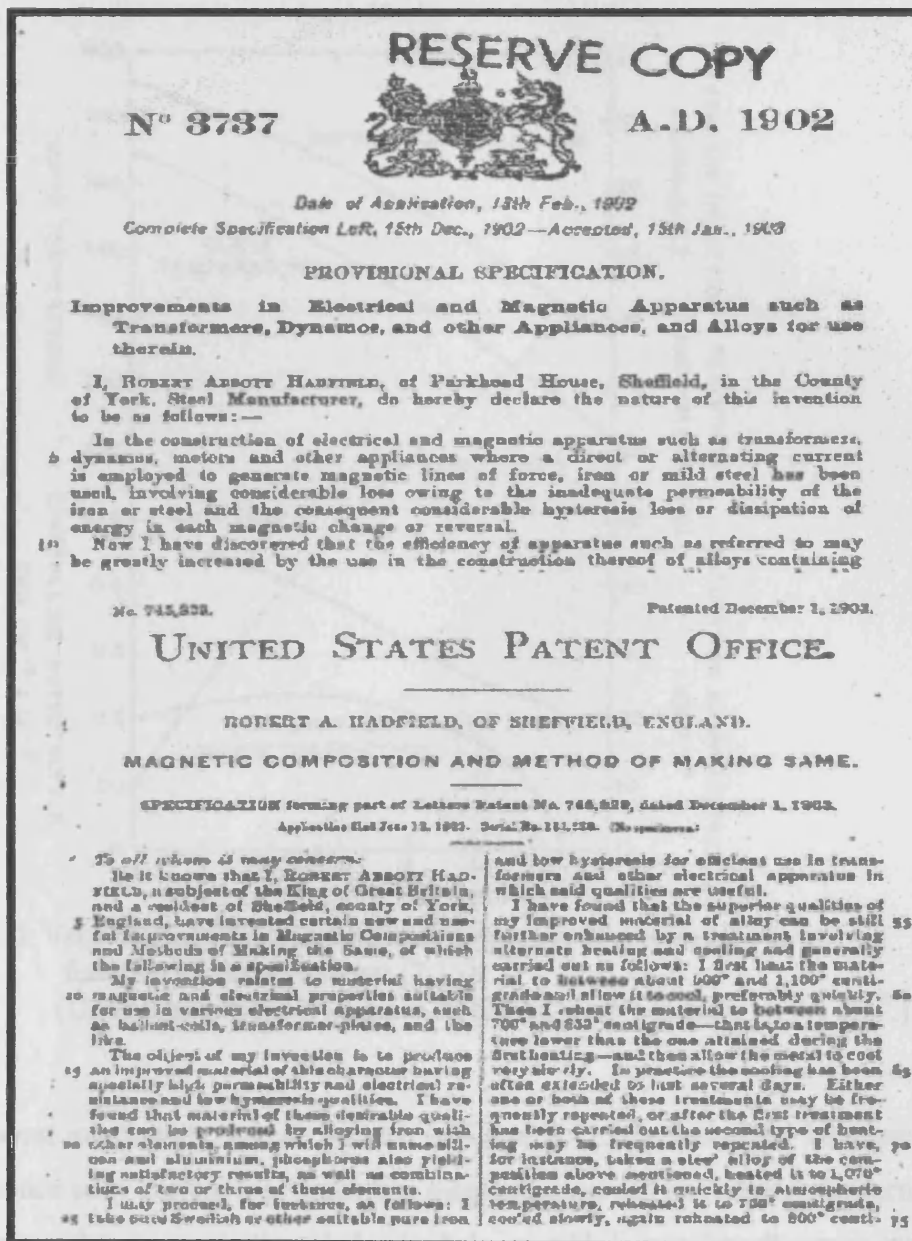 RESERVE COPY
Nº 3737
A.D. 1902
Date of Application, 18th Feb., 1902
Complete Specification Left, 15th Dec., 1902—Accepted, 15th Jan., 1903
PROVISIONAL SPECIFICATION.
Improvements in Electrical and Magnetic Apparatus such as
Transformers, Dynamos, and other Appliances, and Alloys for use
therein.
I, ROBERT ABBOTT HADFIELD, of Parkhead House, Sheffield, in the County
of York, Steel Manufacturer, do hereby declare the nature of this invention
to be as follows:—
In the construction of electrical and magnetic apparatus such as transformers,
5 dynamos, motors and other appliances where a direct or alternating current
is employed to generate magnetic lines of force, iron or mild steel has been
used, involving considerable loss owing to the inadequate permeability of the
iron or steel and the consequent considerable hysteresis loss or dissipation of
energy in each magnetic change or reversal.
10 Now I have discovered that the efficiency of apparatus such as referred to may
be greatly increased by the use in the construction thereof of alloys containing
No. 745,829.
Patented December 1, 1903.
UNITED STATES PATENT OFFICE.
ROBERT A. HADFIELD, OF SHEFFIELD, ENGLAND.
MAGNETIC COMPOSITION AND METHOD OF MAKING SAME.
SPECIFICATION forming part of Letters Patent No. 745,829, dated December 1, 1903.
Application filed June 12, 1903. Serial No. (No specimens.)
To all whom it may concern:
Be it known that I, ROBERT ABBOTT HAD-
FIELD, a subject of the King of Great Britain,
and a resident of Sheffield, county of York,
5 England, have invented certain new and use-
ful Improvements in Magnetic Compositions
and Methods of Making the Same, of which
the following is a specification.
My invention relates to material having
10 magnetic and electrical properties suitable
for use in various electrical apparatus, such
as ballast-coils, transformer-plates, and the
like.
The object of my invention is to produce
15 an improved material of this character having
specially high permeability and electrical re-
sistance and low hysteresis qualities. I have
found that material of these desirable quali-
ties can be produced by alloying iron with
20 other elements, among which I will name sili-
con and aluminium, phosphorus also yield-
ing satisfactory results, as well as combina-
tions of two or three of these elements.
I may proceed, for instance, as follows: I
25 take pure Swedish or other suitable pure iron
and low hysteresis for efficient use in trans-
formers and other electrical apparatus in
which said qualities are useful.
I have found that the superior qualities of
my improved material of alloy can be still 55
further enhanced by a treatment involving
alternate heating and cooling and generally
carried out as follows: I first heat the mate-
rial to between about 900° and 1,100° centi-
grade and allow it to cool, preferably quickly. 60
Then I reheat the material to between about
700° and 850° centigrade—that is, to a tempera-
ture lower than the one attained during the
first heating—and then allow the metal to cool
very slowly. In practice the cooling has been 65
often extended to last several days. Either
one or both of these treatments may be fre-
quently repeated, or after the first treatment
has been carried out the second type of heat-
ing may be frequently repeated. I have, 70
for instance, taken a steel alloy of the com-
position above mentioned, heated it to 1,070°
centigrade, cooled it quickly to atmospheric
temperature, reheated it to 750° centigrade,
cooled slowly, again reheated to 800° centi- 75